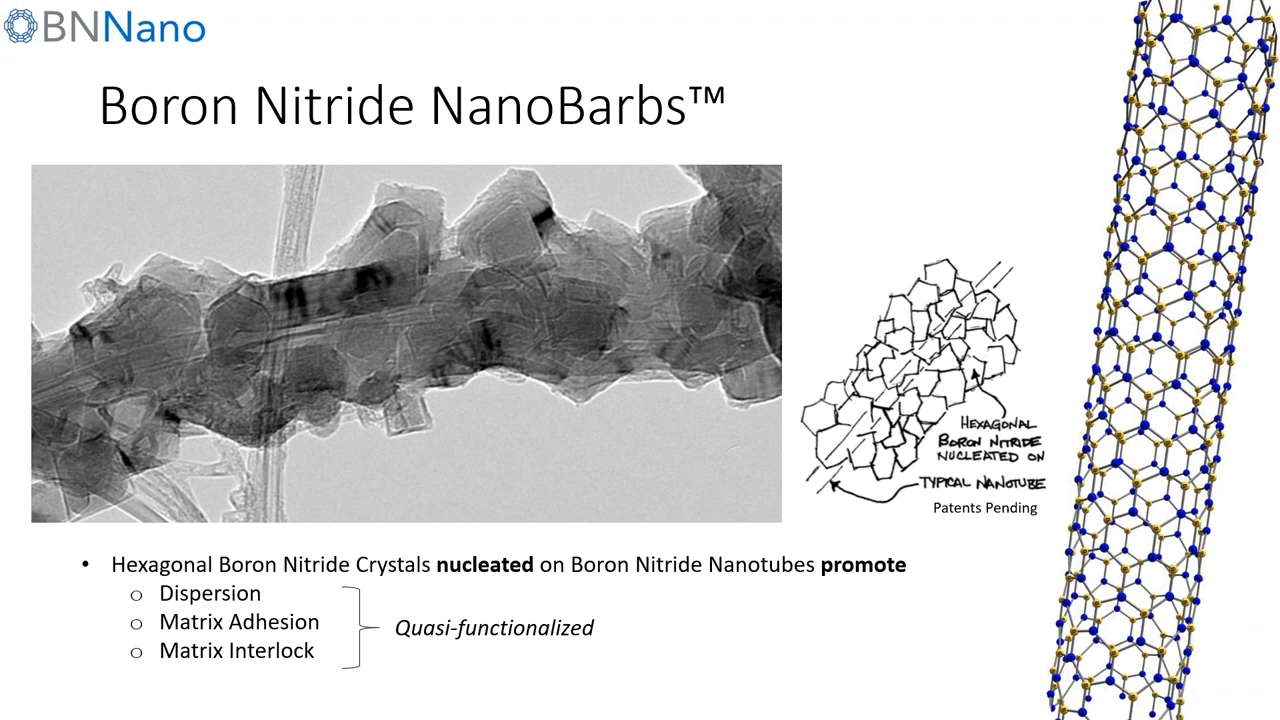 BNNano
Boron Nitride NanoBarbs™
HEXAGONAL
BORON NITRIDE
NUCLEATED ON
TYPICAL NANOTUBE
Patents Pending
• Hexagonal Boron Nitride Crystals nucleated on Boron Nitride Nanotubes promote
o Dispersion
o Matrix Adhesion
o Matrix Interlock
Quasi-functionalized